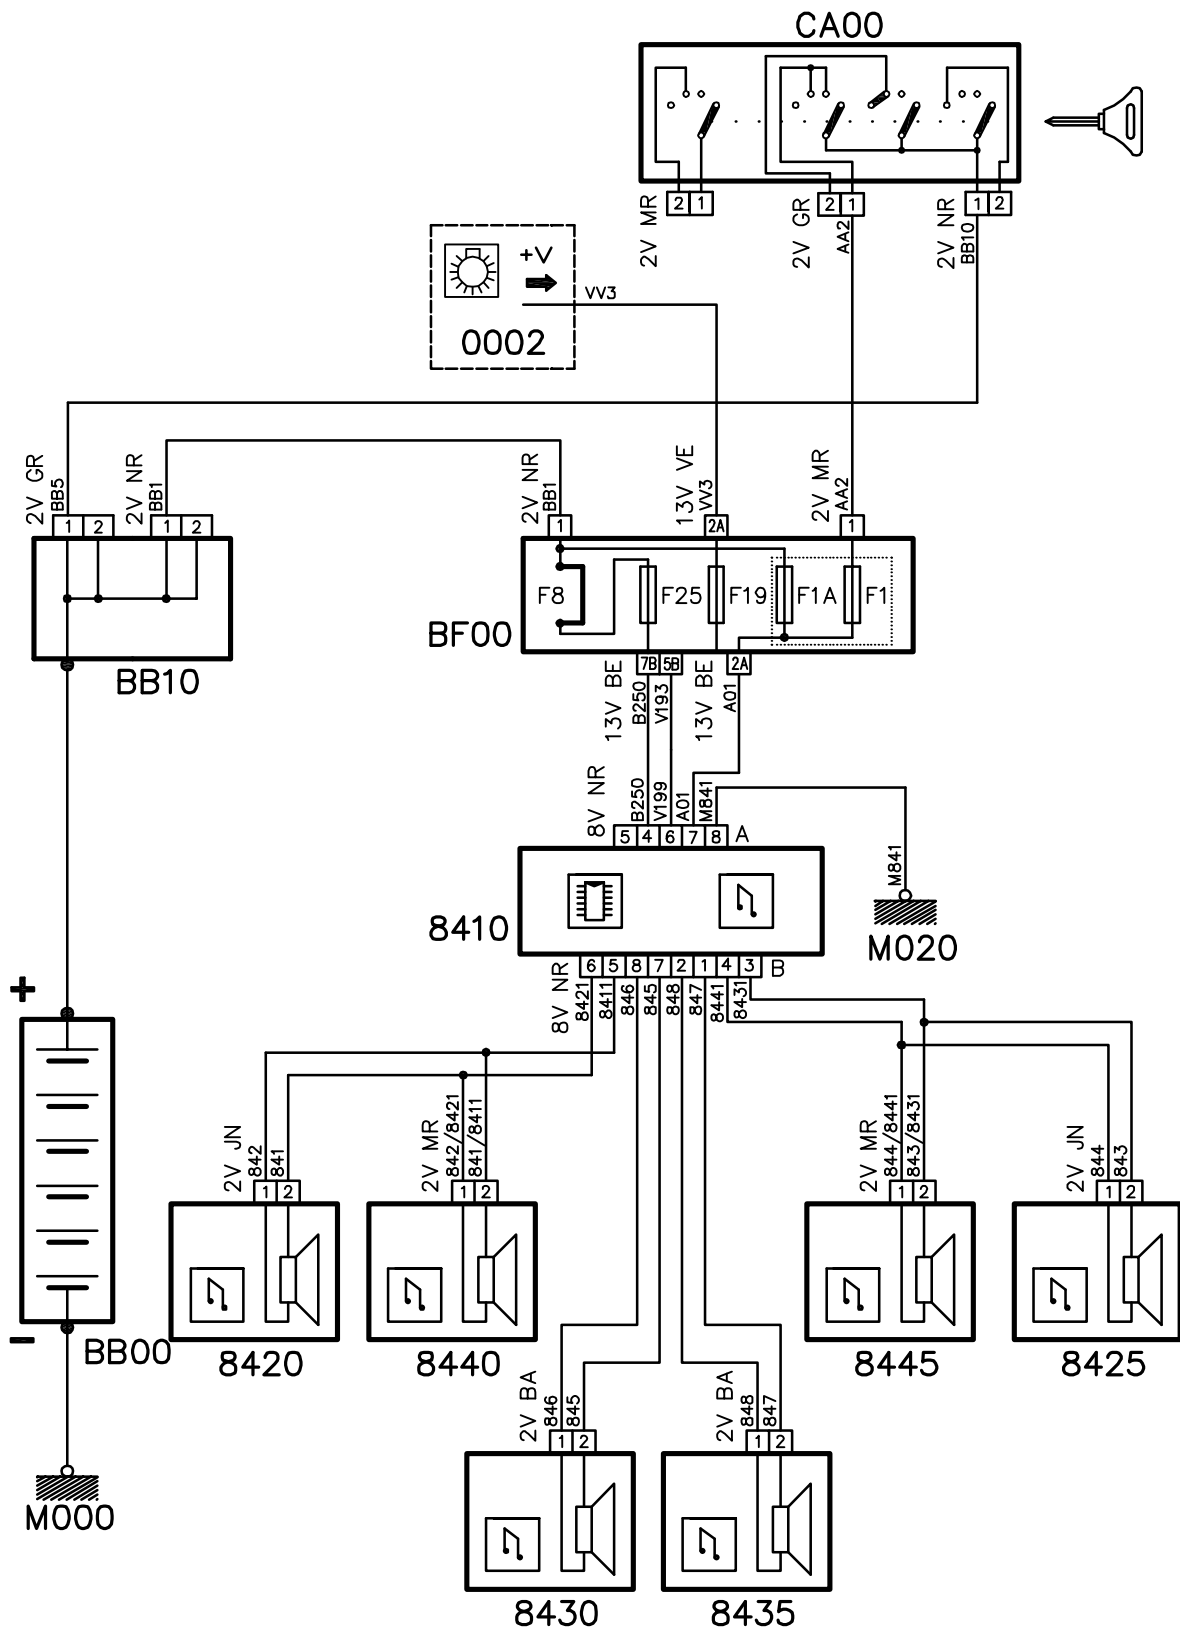 CA00
2 1
2 1
1 2
2V MR
2V GR
AA2
2V NR
BB10
+V
VV3
0002
2V GR
BB5
2V NR
BB1
2V NR
BB1
13V VE
VV3
2V MR
AA2
1 2
1 2
1
2A
1
F8
F25
F19
F1A
F1
BF00
BB10
7B 5B
2A
13V BE
B250
V193
13V BE
A01
8V NR
B250
V199
A01
M841
5 4 6 7 8
A
M841
8410
M020
6 5 8 7 2 1 4 3
B
8V NR
8421
8411
846
845
848
847
8441
8431
+
2V JN
842
841
2V MR
842/8421
841/8411
2V MR
844/8441
843/8431
2V JN
844
843
1 2
1 2
1 2
1 2
-
BB00
8420
8440
8445
8425
2V BA
846
845
2V BA
848
847
1 2
1 2
M000
8430
8435